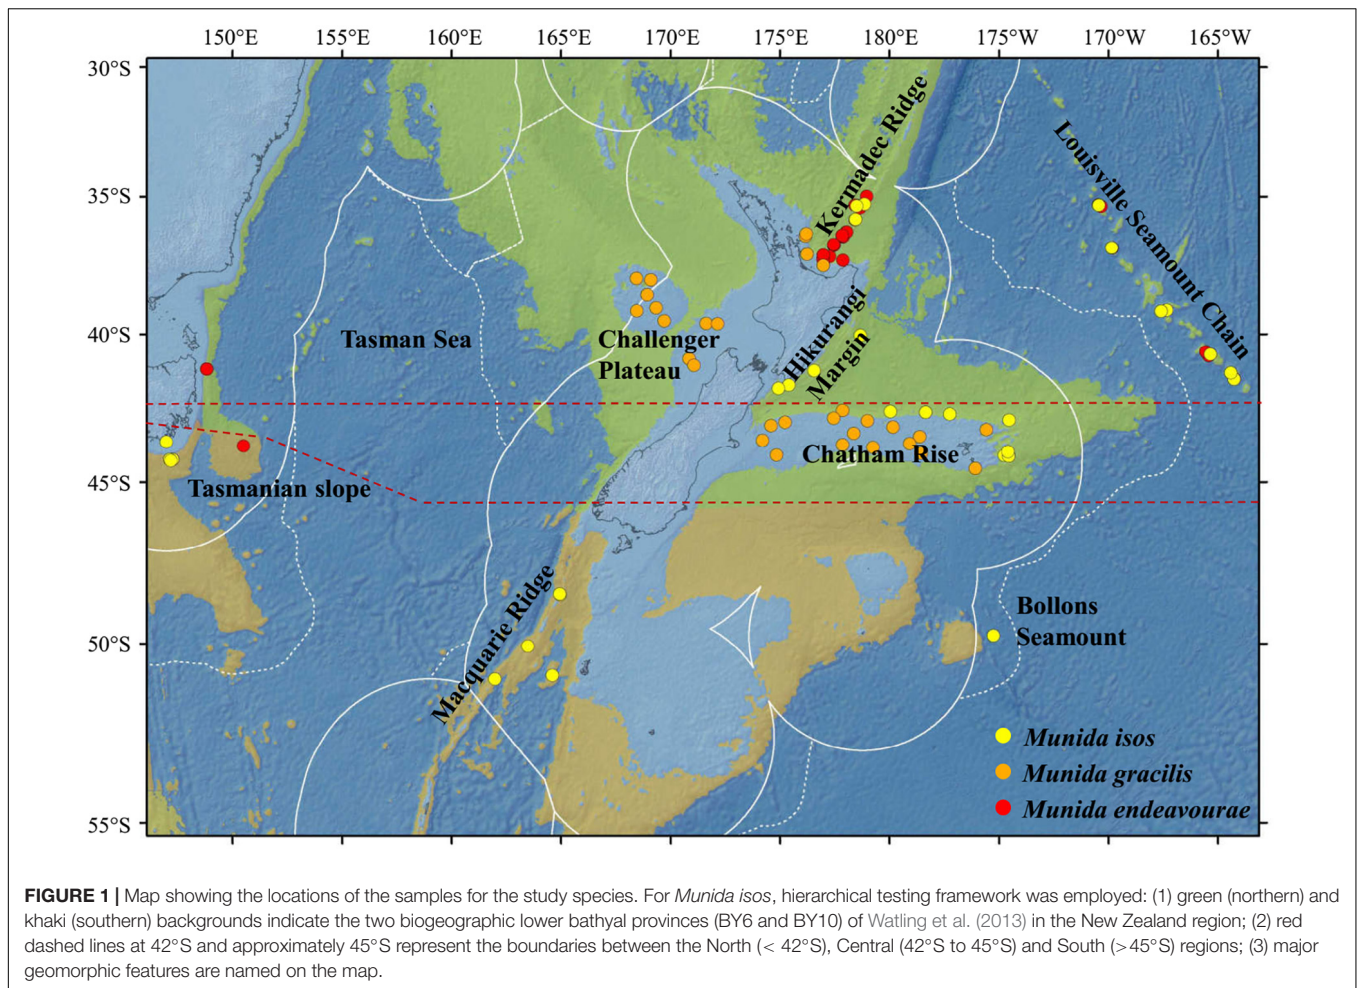 150°E 155°E 160°E 165°E 170°E 175°E 180°E 175°W 170°W 165°W
30°S
35°S
40°S
45°S
50°S
55°S
Kermadec Ridge
Louisville Seamount Chain
Tasman Sea
Challenger
Plateau
Hikurangi
Margin
Chatham Rise
Tasmanian slope
Macquarie Ridge
Bollons
Seamount
Munida isos
Munida gracilis
Munida endeavourae
FIGURE 1 | Map showing the locations of the samples for the study species. For Munida isos, hierarchical testing framework was employed: (1) green (northern) and
khaki (southern) backgrounds indicate the two biogeographic lower bathyal provinces (BY6 and BY10) of Watling et al. (2013) in the New Zealand region; (2) red
dashed lines at 42°S and approximately 45°S represent the boundaries between the North (< 42°S), Central (42°S to 45°S) and South (>45°S) regions; (3) major
geomorphic features are named on the map.